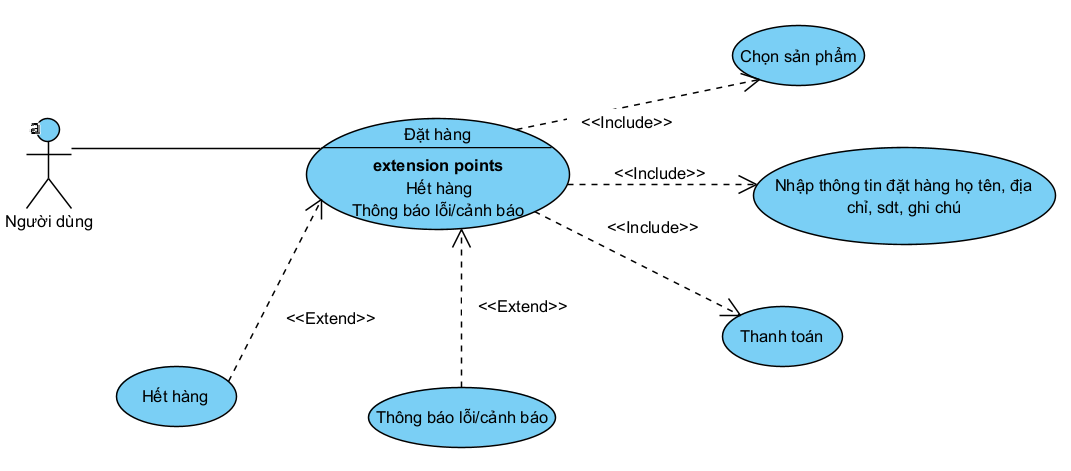 Chọn sản phẩm
<<Include>>
a
Đặt hàng
extension points
Hết hàng
Thông báo lỗi/cảnh báo
<<Include>>
Nhập thông tin đặt hàng họ tên, địa
chỉ, sdt, ghi chú
Người dùng
<<Include>>
<<Extend>>
<<Extend>>
Thanh toán
Hết hàng
Thông báo lỗi/cảnh báo